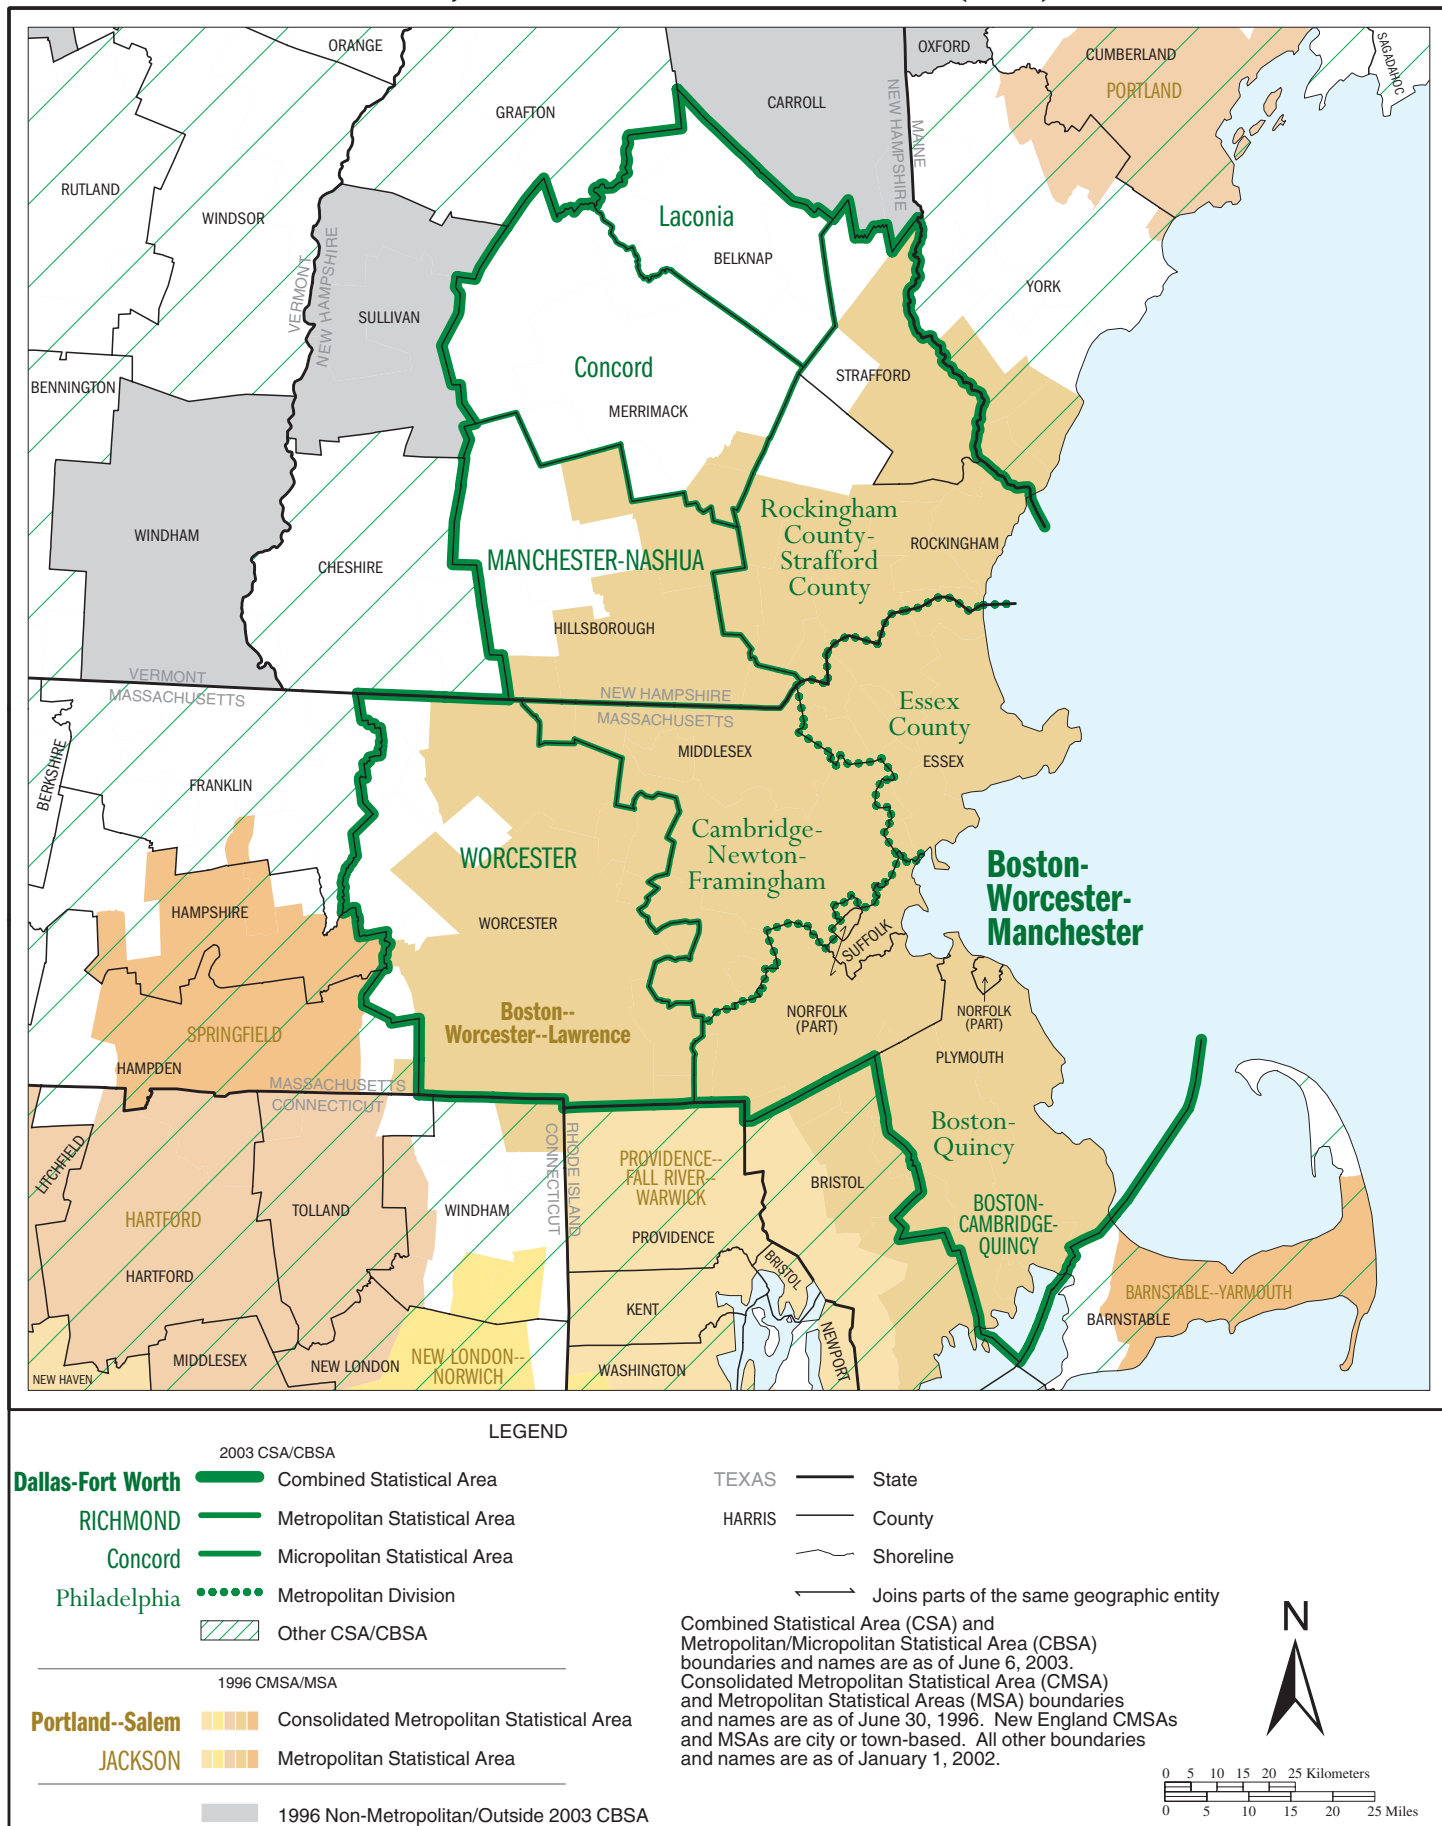 ORANGE
OXFORD
CUMBERLAND
SAGADAHOC
PORTLAND
GRAFTON
CARROLL
NEW HAMPSHIRE
MAINE
RUTLAND
WINDSOR
Laconia
BELKNAP
YORK
VERMONT
NEW HAMPSHIRE
SULLIVAN
Concord
STRAFFORD
BENNINGTON
MERRIMACK
Rockingham
County-
Strafford
County
ROCKINGHAM
WINDHAM
CHESHIRE
MANCHESTER-NASHUA
HILLSBOROUGH
VERMONT
MASSACHUSETTS
NEW HAMPSHIRE
MASSACHUSETTS
Essex
County
ESSEX
MIDDLESEX
BERKSHIRE
FRANKLIN
Cambridge-
Newton-
Framingham
WORCESTER
Boston-
Worcester-
Manchester
HAMPSHIRE
WORCESTER
SUFFOLK
NORFOLK
(PART)
NORFOLK
(PART)
Boston--
Worcester--Lawrence
SPRINGFIELD
PLYMOUTH
HAMPDEN
MASSACHUSETTS
CONNECTICUT
Boston-
Quincy
LITCHFIELD
RHODE ISLAND
CONNECTICUT
PROVIDENCE--
FALL RIVER--
WARWICK
BRISTOL
HARTFORD
TOLLAND
WINDHAM
BOSTON-
CAMBRIDGE-
QUINCY
PROVIDENCE
HARTFORD
BRISTOL
BARNSTABLE--YARMOUTH
BARNSTABLE
KENT
NEWPORT
MIDDLESEX
NEW LONDON
NEW LONDON--
NORWICH
WASHINGTON
NEW HAVEN
LEGEND
2003 CSA/CBSA
Dallas-Fort Worth Combined Statistical Area
RICHMOND Metropolitan Statistical Area
Concord Micropolitan Statistical Area
Philadelphia Metropolitan Division
Other CSA/CBSA
1996 CMSA/MSA
Portland--Salem Consolidated Metropolitan Statistical Area
JACKSON Metropolitan Statistical Area
1996 Non-Metropolitan/Outside 2003 CBSA
TEXAS State
HARRIS County
Shoreline
Joins parts of the same geographic entity
Combined Statistical Area (CSA) and
Metropolitan/Micropolitan Statistical Area (CBSA)
boundaries and names are as of June 6, 2003.
Consolidated Metropolitan Statistical Area (CMSA)
and Metropolitan Statistical Areas (MSA) boundaries
and names are as of June 30, 1996. New England CMSAs
and MSAs are city or town-based. All other boundaries
and names are as of January 1, 2002.
N
0 5 10 15 20 25 Kilometers
0 5 10 15 20 25 Miles